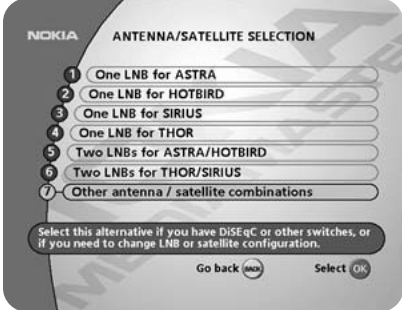 NOKIA
ANTENNA/SATELLITE SELECTION
1 One LNB for ASTRA
2 One LNB for HOTBIRD
3 One LNB for SIRIUS
4 One LNB for THOR
5 Two LNBs for ASTRA/HOTBIRD
6 Two LNBs for THOR/SIRIUS
7 Other antenna / satellite combinations
Select this alternative if you have DiSEqC or other switches, or
if you need to change LNB or satellite configuration.
Go back BACK Select OK
NOKIA
MEDIAMASTER